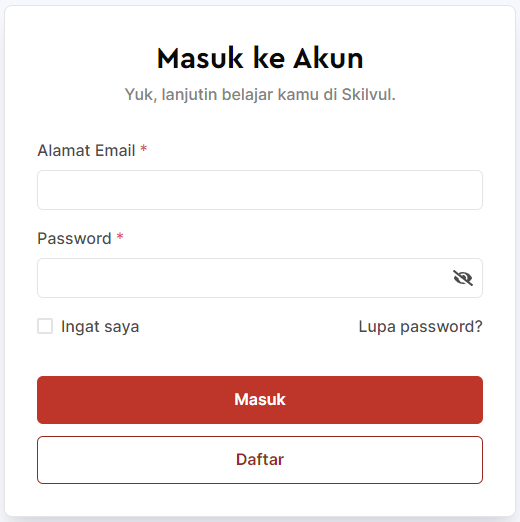 Masuk ke Akun
Yuk, lanjutin belajar kamu di Skilvul.
Alamat Email *
Password *
Ingat saya
Lupa password?
Masuk
Daftar